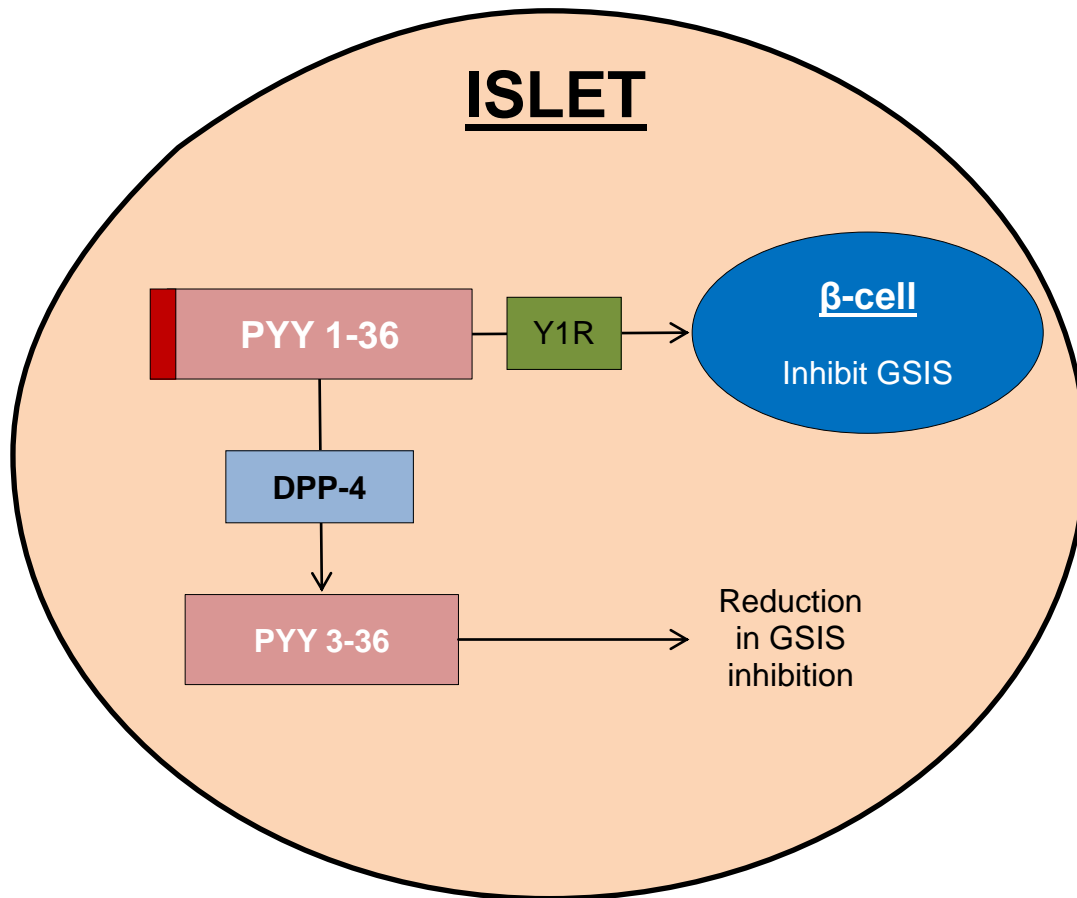 ISLET
PYY 1-36
Y1R
β-cell
Inhibit GSIS
DPP-4
PYY 3-36
Reduction
in GSIS
inhibition